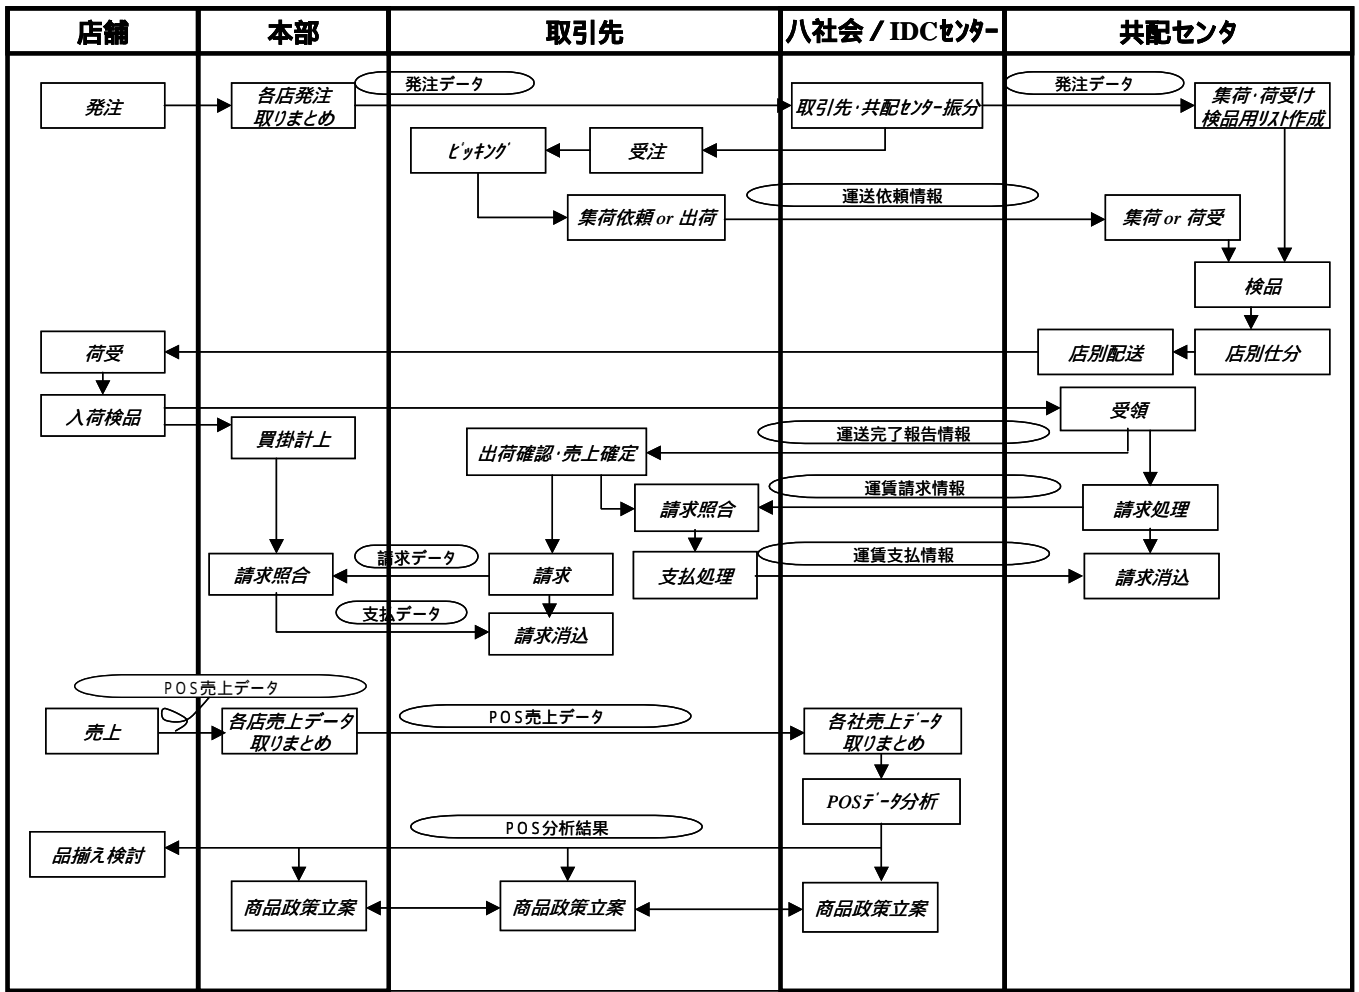 店舗
本部
取引先
八社会 / IDCセンター
共配センタ
発注
各店発注
取りまとめ
発注データ
取引先･共配センター振分
発注データ
集荷･荷受け
検品用リスト作成
ピッキング
受注
集荷依頼 or 出荷
運送依頼情報
集荷 or 荷受
検品
荷受
店別配送
店別仕分
入荷検品
受領
買掛計上
出荷確認･売上確定
運送完了報告情報
請求照合
運賃請求情報
請求処理
請求照合
請求データ
請求
支払処理
運賃支払情報
請求消込
支払データ
請求消込
POS売上データ
売上
各店売上データ
取りまとめ
POS売上データ
各社売上データ
取りまとめ
POSデータ分析
POS分析結果
品揃え検討
商品政策立案
商品政策立案
商品政策立案